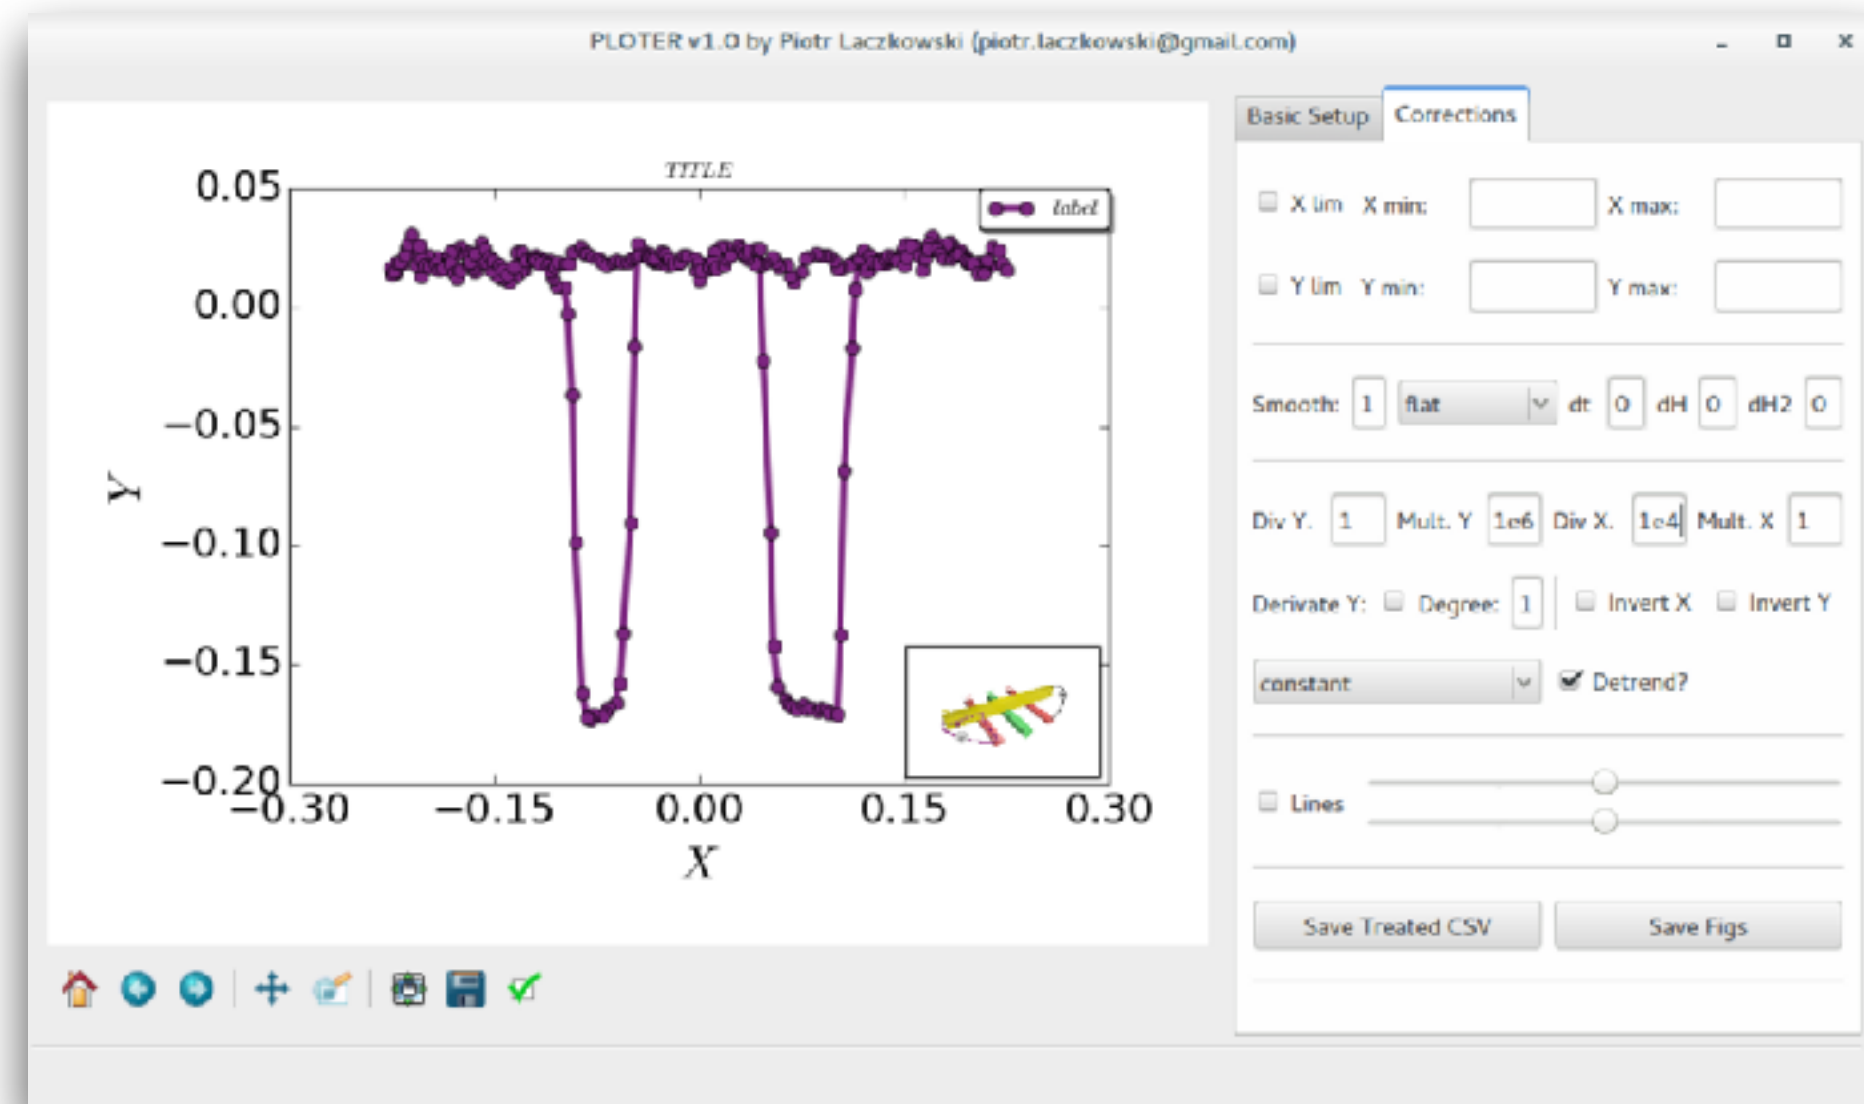 PLOTER v1.0 by Piotr Laczkowski (piotr.laczkowski@gmail.com)
Basic Setup Corrections
TITLE
label
0.05
0.00
−0.05
−0.10
−0.15
−0.20
Y
−0.30 −0.15 0.00 0.15 0.30
X
X lim X min: X max:
Y lim Y min: Y max:
Smooth: 1 flat dt 0 dH 0 dH2 0
Div Y. 1 Mult. Y 1e6 Div X. 1e4 Mult. X 1
Derivate Y: Degree: 1 Invert X Invert Y
constant Detrend?
Lines
Save Treated CSV Save Figs